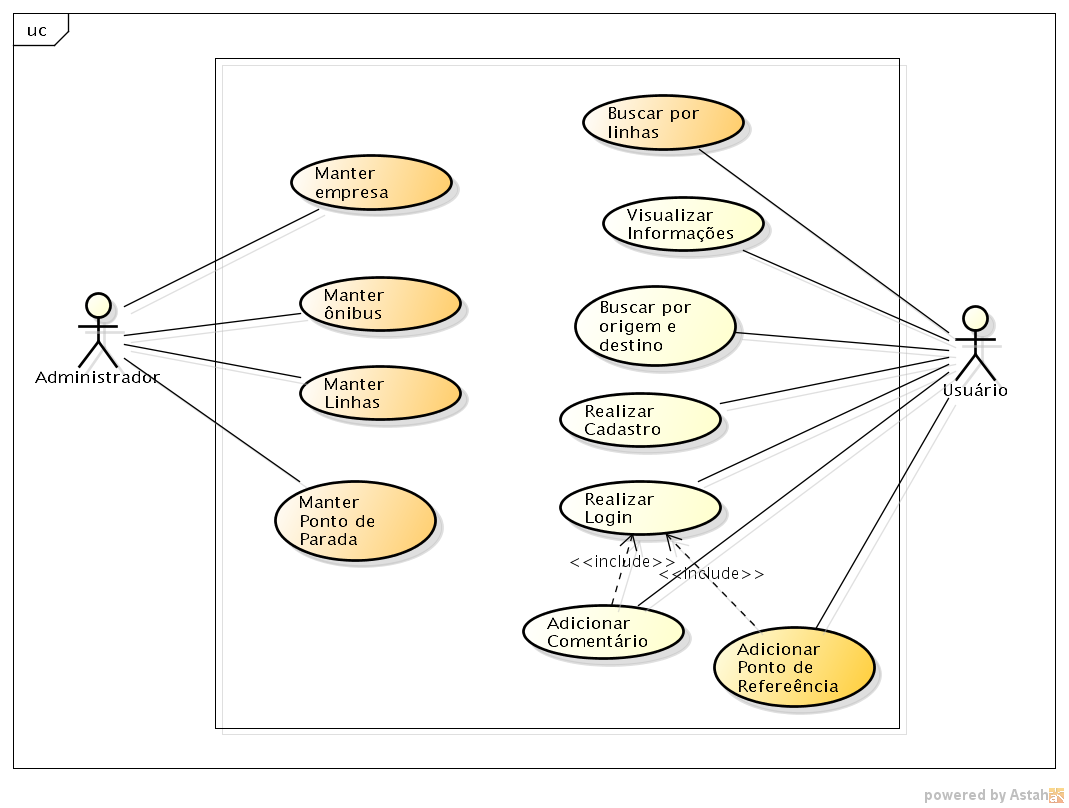 uc
Buscar por
linhas
Manter
empresa
Visualizar
Informações
Manter
ônibus
Buscar por
origem e
destino
Administrador
Usuário
Manter
Linhas
Realizar
Cadastro
Manter
Ponto de
Parada
Realizar
Login
<<include>>
<<include>>
Adicionar
Comentário
Adicionar
Ponto de
Refereência
powered by Astah